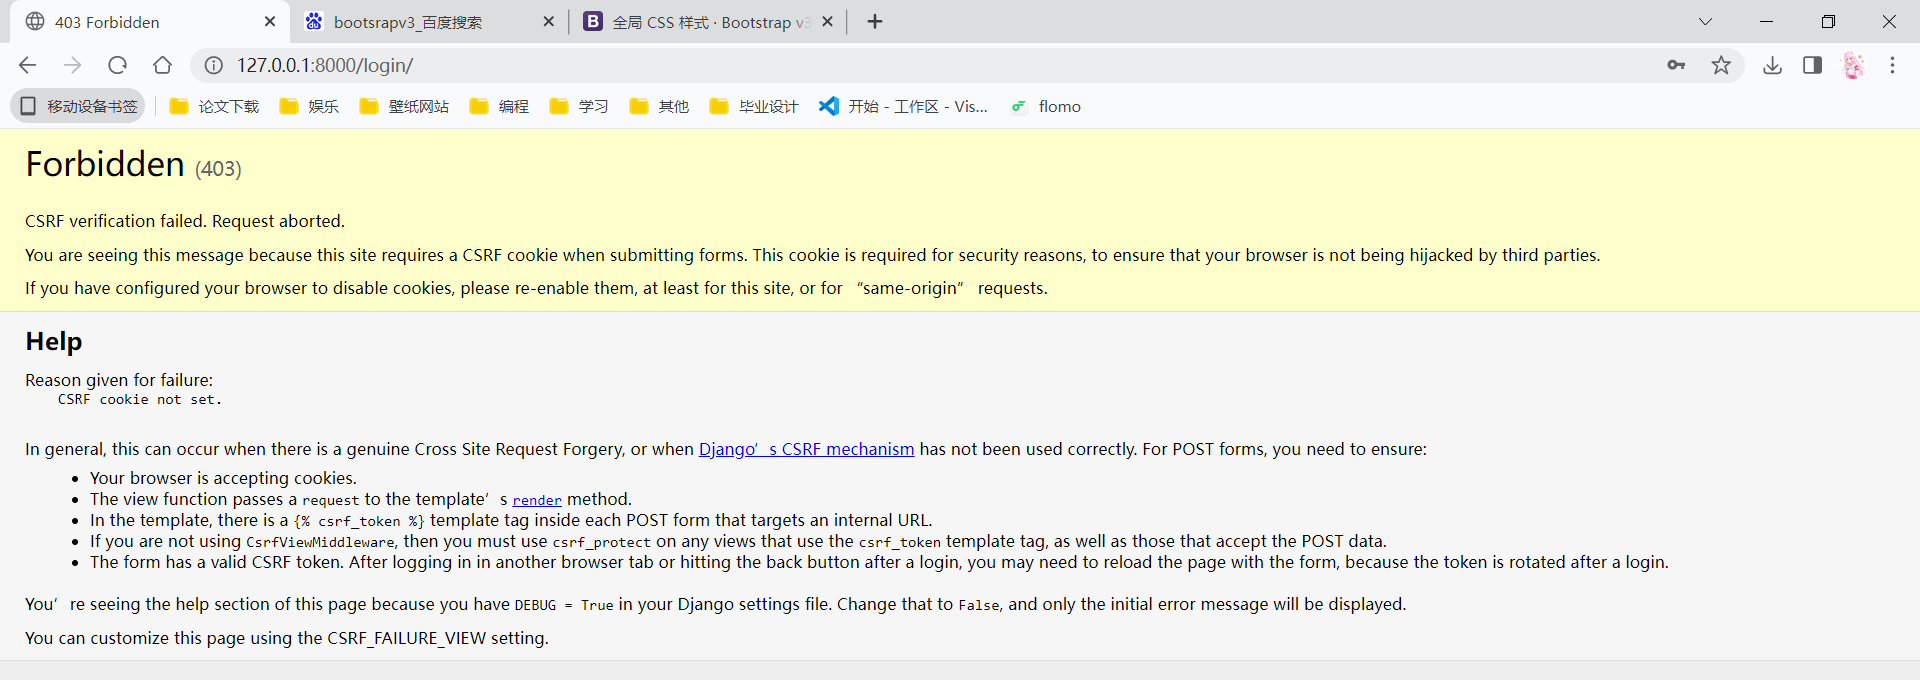 403 Forbidden
bootsrapv3_百度搜索
全局 CSS 样式 · Bootstrap v3
127.0.0.1:8000/login/
移动设备书签
论文下载
娱乐
壁纸网站
编程
学习
其他
毕业设计
开始 - 工作区 - Vis...
flomo
Forbidden (403)
CSRF verification failed. Request aborted.
You are seeing this message because this site requires a CSRF cookie when submitting forms. This cookie is required for security reasons, to ensure that your browser is not being hijacked by third parties.
If you have configured your browser to disable cookies, please re-enable them, at least for this site, or for “same-origin” requests.
Help
Reason given for failure:
CSRF cookie not set.
In general, this can occur when there is a genuine Cross Site Request Forgery, or when Django’s CSRF mechanism has not been used correctly. For POST forms, you need to ensure:
Your browser is accepting cookies.
The view function passes a request to the template’s render method.
In the template, there is a {% csrf_token %} template tag inside each POST form that targets an internal URL.
If you are not using CsrfViewMiddleware, then you must use csrf_protect on any views that use the csrf_token template tag, as well as those that accept the POST data.
The form has a valid CSRF token. After logging in in another browser tab or hitting the back button after a login, you may need to reload the page with the form, because the token is rotated after a login.
You‘re seeing the help section of this page because you have DEBUG = True in your Django settings file. Change that to False, and only the initial error message will be displayed.
You can customize this page using the CSRF_FAILURE_VIEW setting.